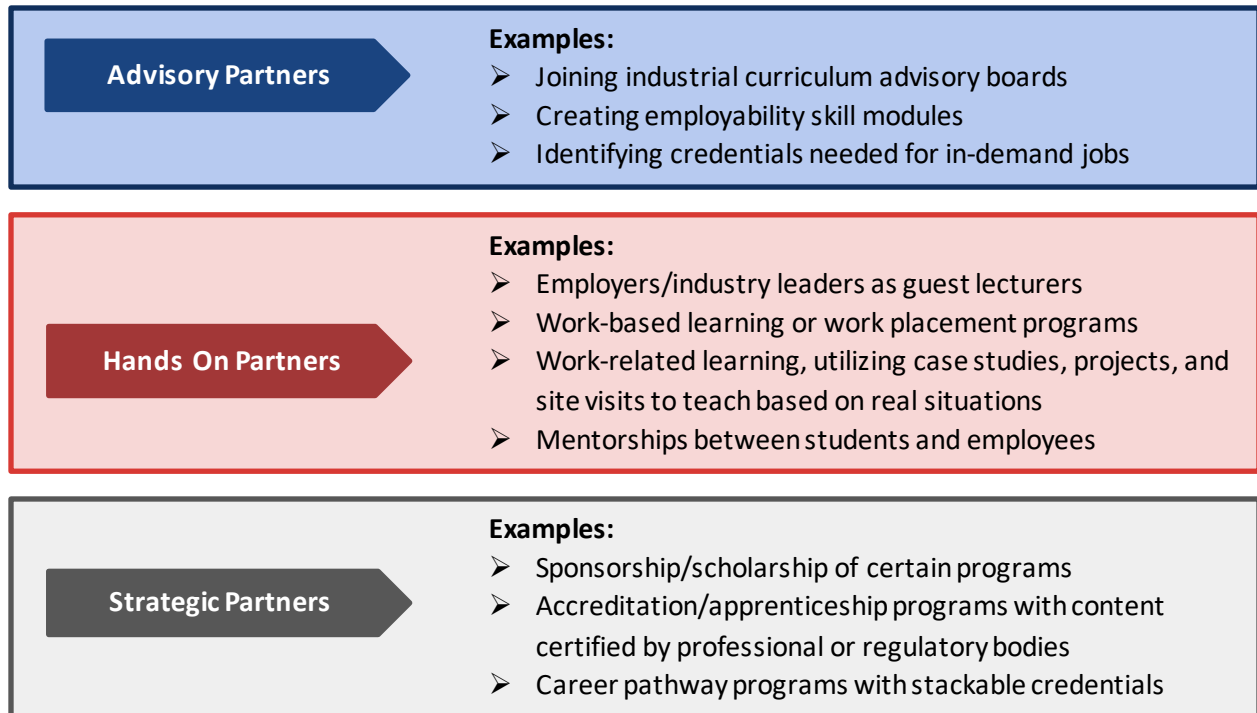 Examples:
Advisory Partners
➢ Joining industrial curriculum advisory boards
➢ Creating employability skill modules
➢ Identifying credentials needed for in-demand jobs
Examples:
➢ Employers/industry leaders as guest lecturers
➢ Work-based learning or work placement programs
Hands On Partners
➢ Work-related learning, utilizing case studies, projects, and
site visits to teach based on real situations
➢ Mentorships between students and employees
Examples:
➢ Sponsorship/scholarship of certain programs
Strategic Partners
➢ Accreditation/apprenticeship programs with content
certified by professional or regulatory bodies
➢ Career pathway programs with stackable credentials